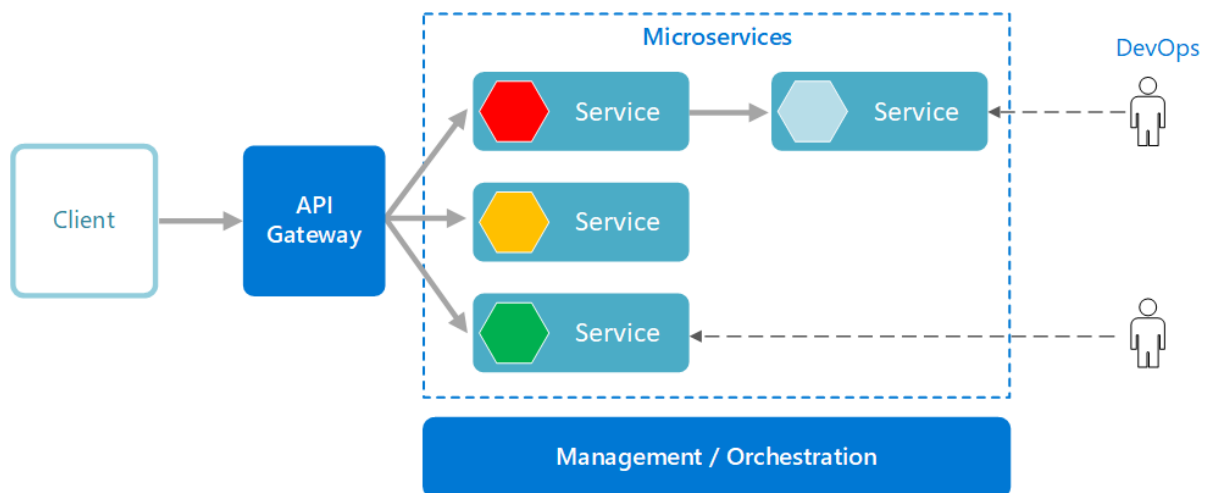 Microservices
DevOps
Service
Service
Client
API
Gateway
Service
Service
Management / Orchestration